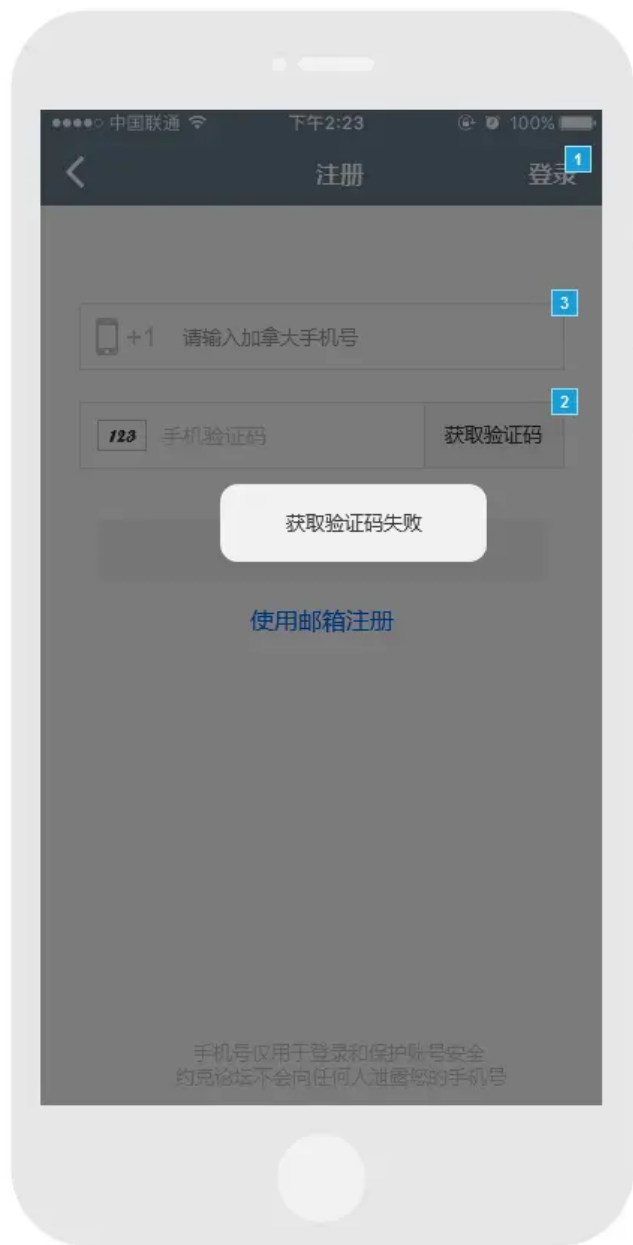 中国联通 下午2:23 100%
注册 登录 1
3
+1 请输入加拿大手机号
2
123 手机验证码 获取验证码
获取验证码失败
使用邮箱注册
手机号仅用于登录和保护账号安全
约克论坛不会向任何人泄露您的手机号